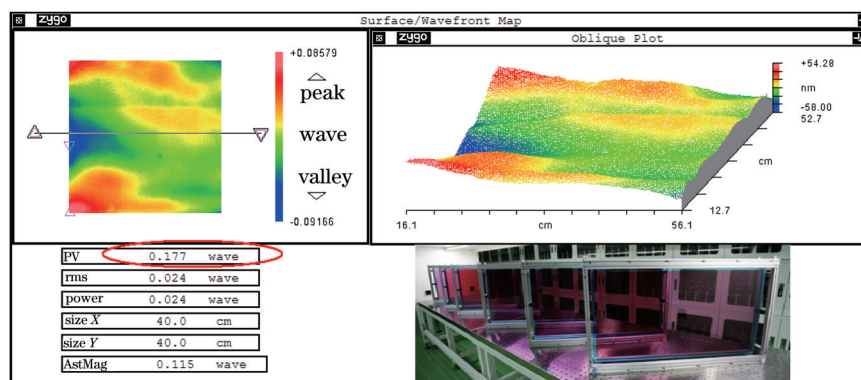 zygo Surface/Wavefront Map
+0.08579
peak
wave
valley
-0.09166
zygo Oblique Plot
+54.28
nm
-58.00
52.7
cm
12.7
16.1 cm 56.1
PV 0.177 wave
rms 0.024 wave
power 0.024 wave
size X 40.0 cm
size Y 40.0 cm
AstMag 0.115 wave